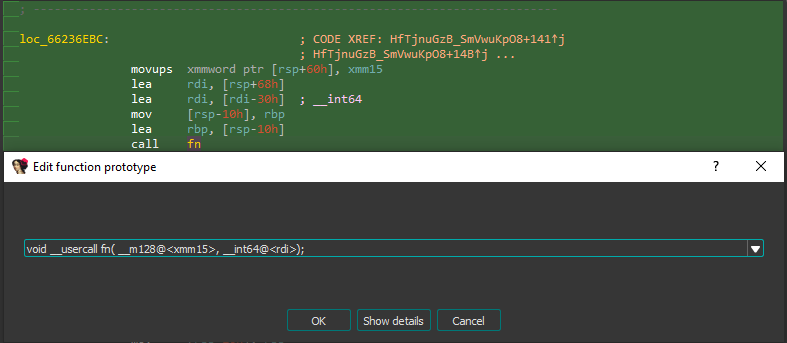 ; ---------------------------------------------------------------------------
loc_66236EBC: ; CODE XREF: HfTjnuGzB_SmVwuKpO8+141↑j
; HfTjnuGzB_SmVwuKpO8+14B↑j ...
movups xmmword ptr [rsp+60h], xmm15
lea rdi, [rsp+68h]
lea rdi, [rdi-30h] ; __int64
mov [rsp-10h], rbp
lea rbp, [rsp-10h]
call fn
Edit function prototype ? ×
void __usercall fn( __m128@<xmm15>, __int64@<rdi>);
OK Show details Cancel